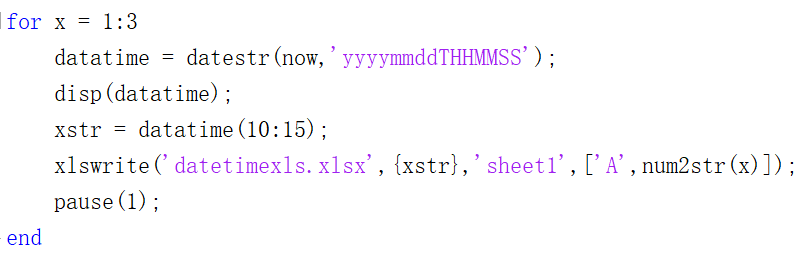 for x = 1:3
    datatime = datestr(now,'yyyymmddTHHMMSS');
    disp(datatime);
    xstr = datatime(10:15);
    xlswrite('datetimexls.xlsx',{xstr},'sheet1',['A',num2str(x)]);
    pause(1);
end